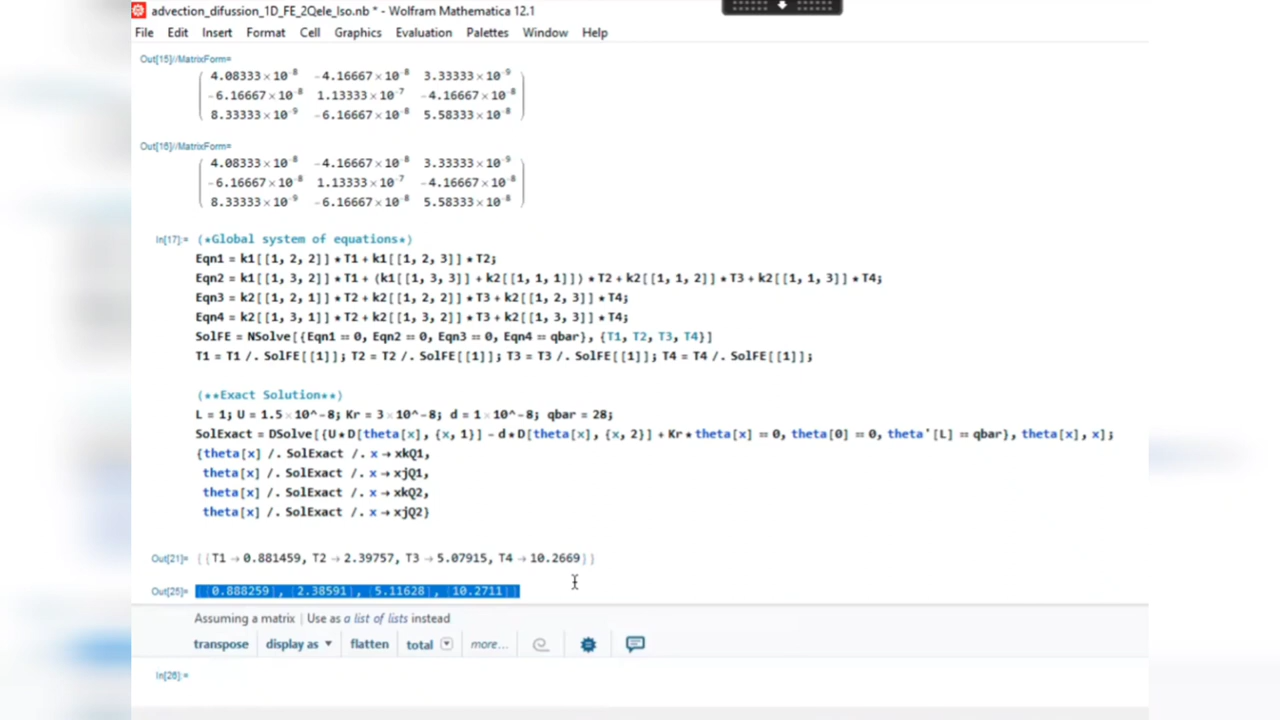 advection_difussion_1D_FE_2Qele_Iso.nb * - Wolfram Mathematica 12.1
File Edit Insert Format Cell Graphics Evaluation Palettes Window Help
Out[15]//MatrixForm=
4.08333×10^-8 -4.16667×10^-8 3.33333×10^-9
-6.16667×10^-8 1.13333×10^-7 -4.16667×10^-8
8.33333×10^-9 -6.16667×10^-8 5.58333×10^-8
Out[16]//MatrixForm=
4.08333×10^-8 -4.16667×10^-8 3.33333×10^-9
-6.16667×10^-8 1.13333×10^-7 -4.16667×10^-8
8.33333×10^-9 -6.16667×10^-8 5.58333×10^-8
In[17]:= (*Global system of equations*)
Eqn1 = k1[[1, 2, 2]] * T1 + k1[[1, 2, 3]] * T2;
Eqn2 = k1[[1, 3, 2]] * T1 + (k1[[1, 3, 3]] + k2[[1, 1, 1]]) * T2 + k2[[1, 1, 2]] * T3 + k2[[1, 1, 3]] * T4;
Eqn3 = k2[[1, 2, 1]] * T2 + k2[[1, 2, 2]] * T3 + k2[[1, 2, 3]] * T4;
Eqn4 = k2[[1, 3, 1]] * T2 + k2[[1, 3, 2]] * T3 + k2[[1, 3, 3]] * T4;
SolFE = NSolve[{Eqn1 == 0, Eqn2 == 0, Eqn3 == 0, Eqn4 == qbar}, {T1, T2, T3, T4}]
T1 = T1 /. SolFE[[1]]; T2 = T2 /. SolFE[[1]]; T3 = T3 /. SolFE[[1]]; T4 = T4 /. SolFE[[1]];
(**Exact Solution**)
L = 1; U = 1.5×10^-8; Kr = 3×10^-8; d = 1×10^-8; qbar = 28;
SolExact = DSolve[{U*D[theta[x], {x, 1}] - d*D[theta[x], {x, 2}] + Kr*theta[x] == 0, theta[0] == 0, theta'[L] == qbar}, theta[x], x];
{theta[x] /. SolExact /. x → xkQ1,
theta[x] /. SolExact /. x → xjQ1,
theta[x] /. SolExact /. x → xkQ2,
theta[x] /. SolExact /. x → xjQ2}
Out[21]= {{T1 → 0.881459, T2 → 2.39757, T3 → 5.07915, T4 → 10.2669}}
Out[25]= {{0.888259}, {2.38591}, {5.11628}, {10.2711}}
Assuming a matrix | Use as a list of lists instead
transpose display as flatten total more...
In[26]:=